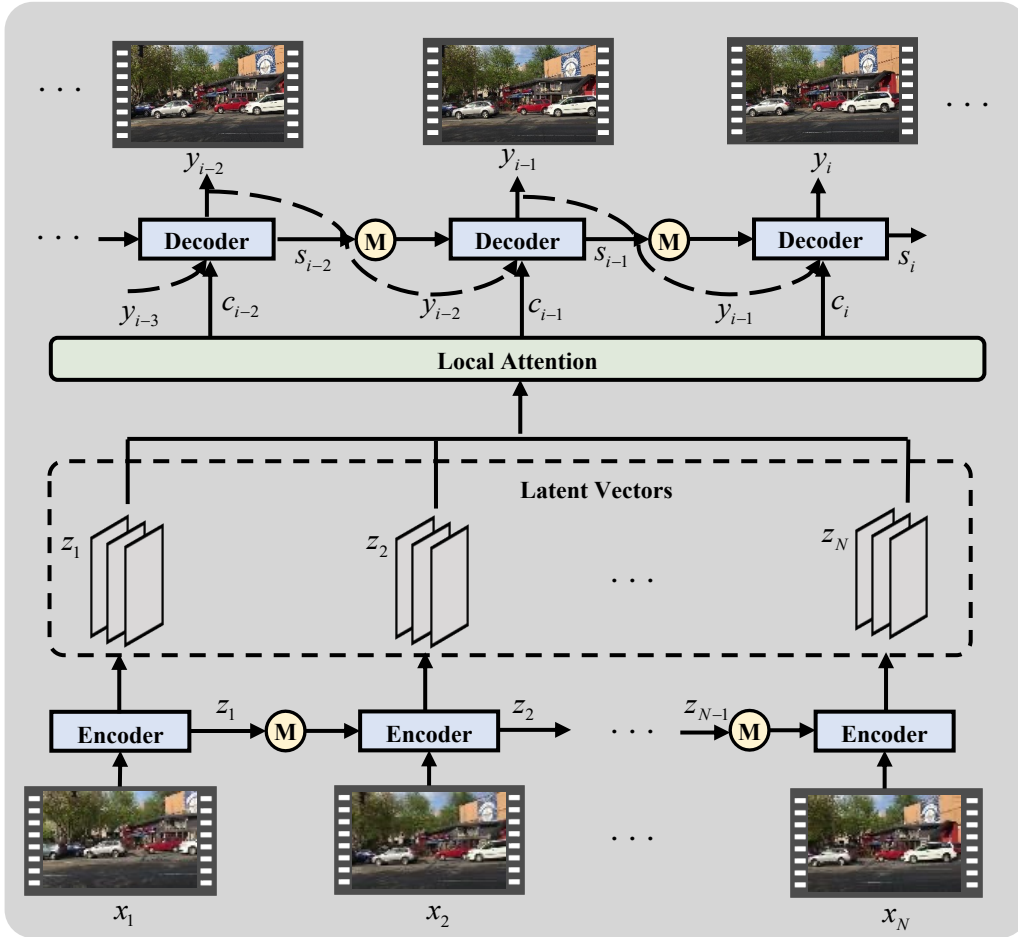 . . .
. . .
y_{i-2}
y_{i-1}
y_i
. . .
Decoder
M
Decoder
M
Decoder
s_{i-2}
s_{i-1}
s_i
y_{i-3}
c_{i-2}
y_{i-2}
c_{i-1}
y_{i-1}
c_i
Local Attention
Latent Vectors
z_1
z_2
z_N
. . .
z_1
z_2
z_{N-1}
Encoder
M
Encoder
. . .
M
Encoder
. . .
x_1
x_2
x_N